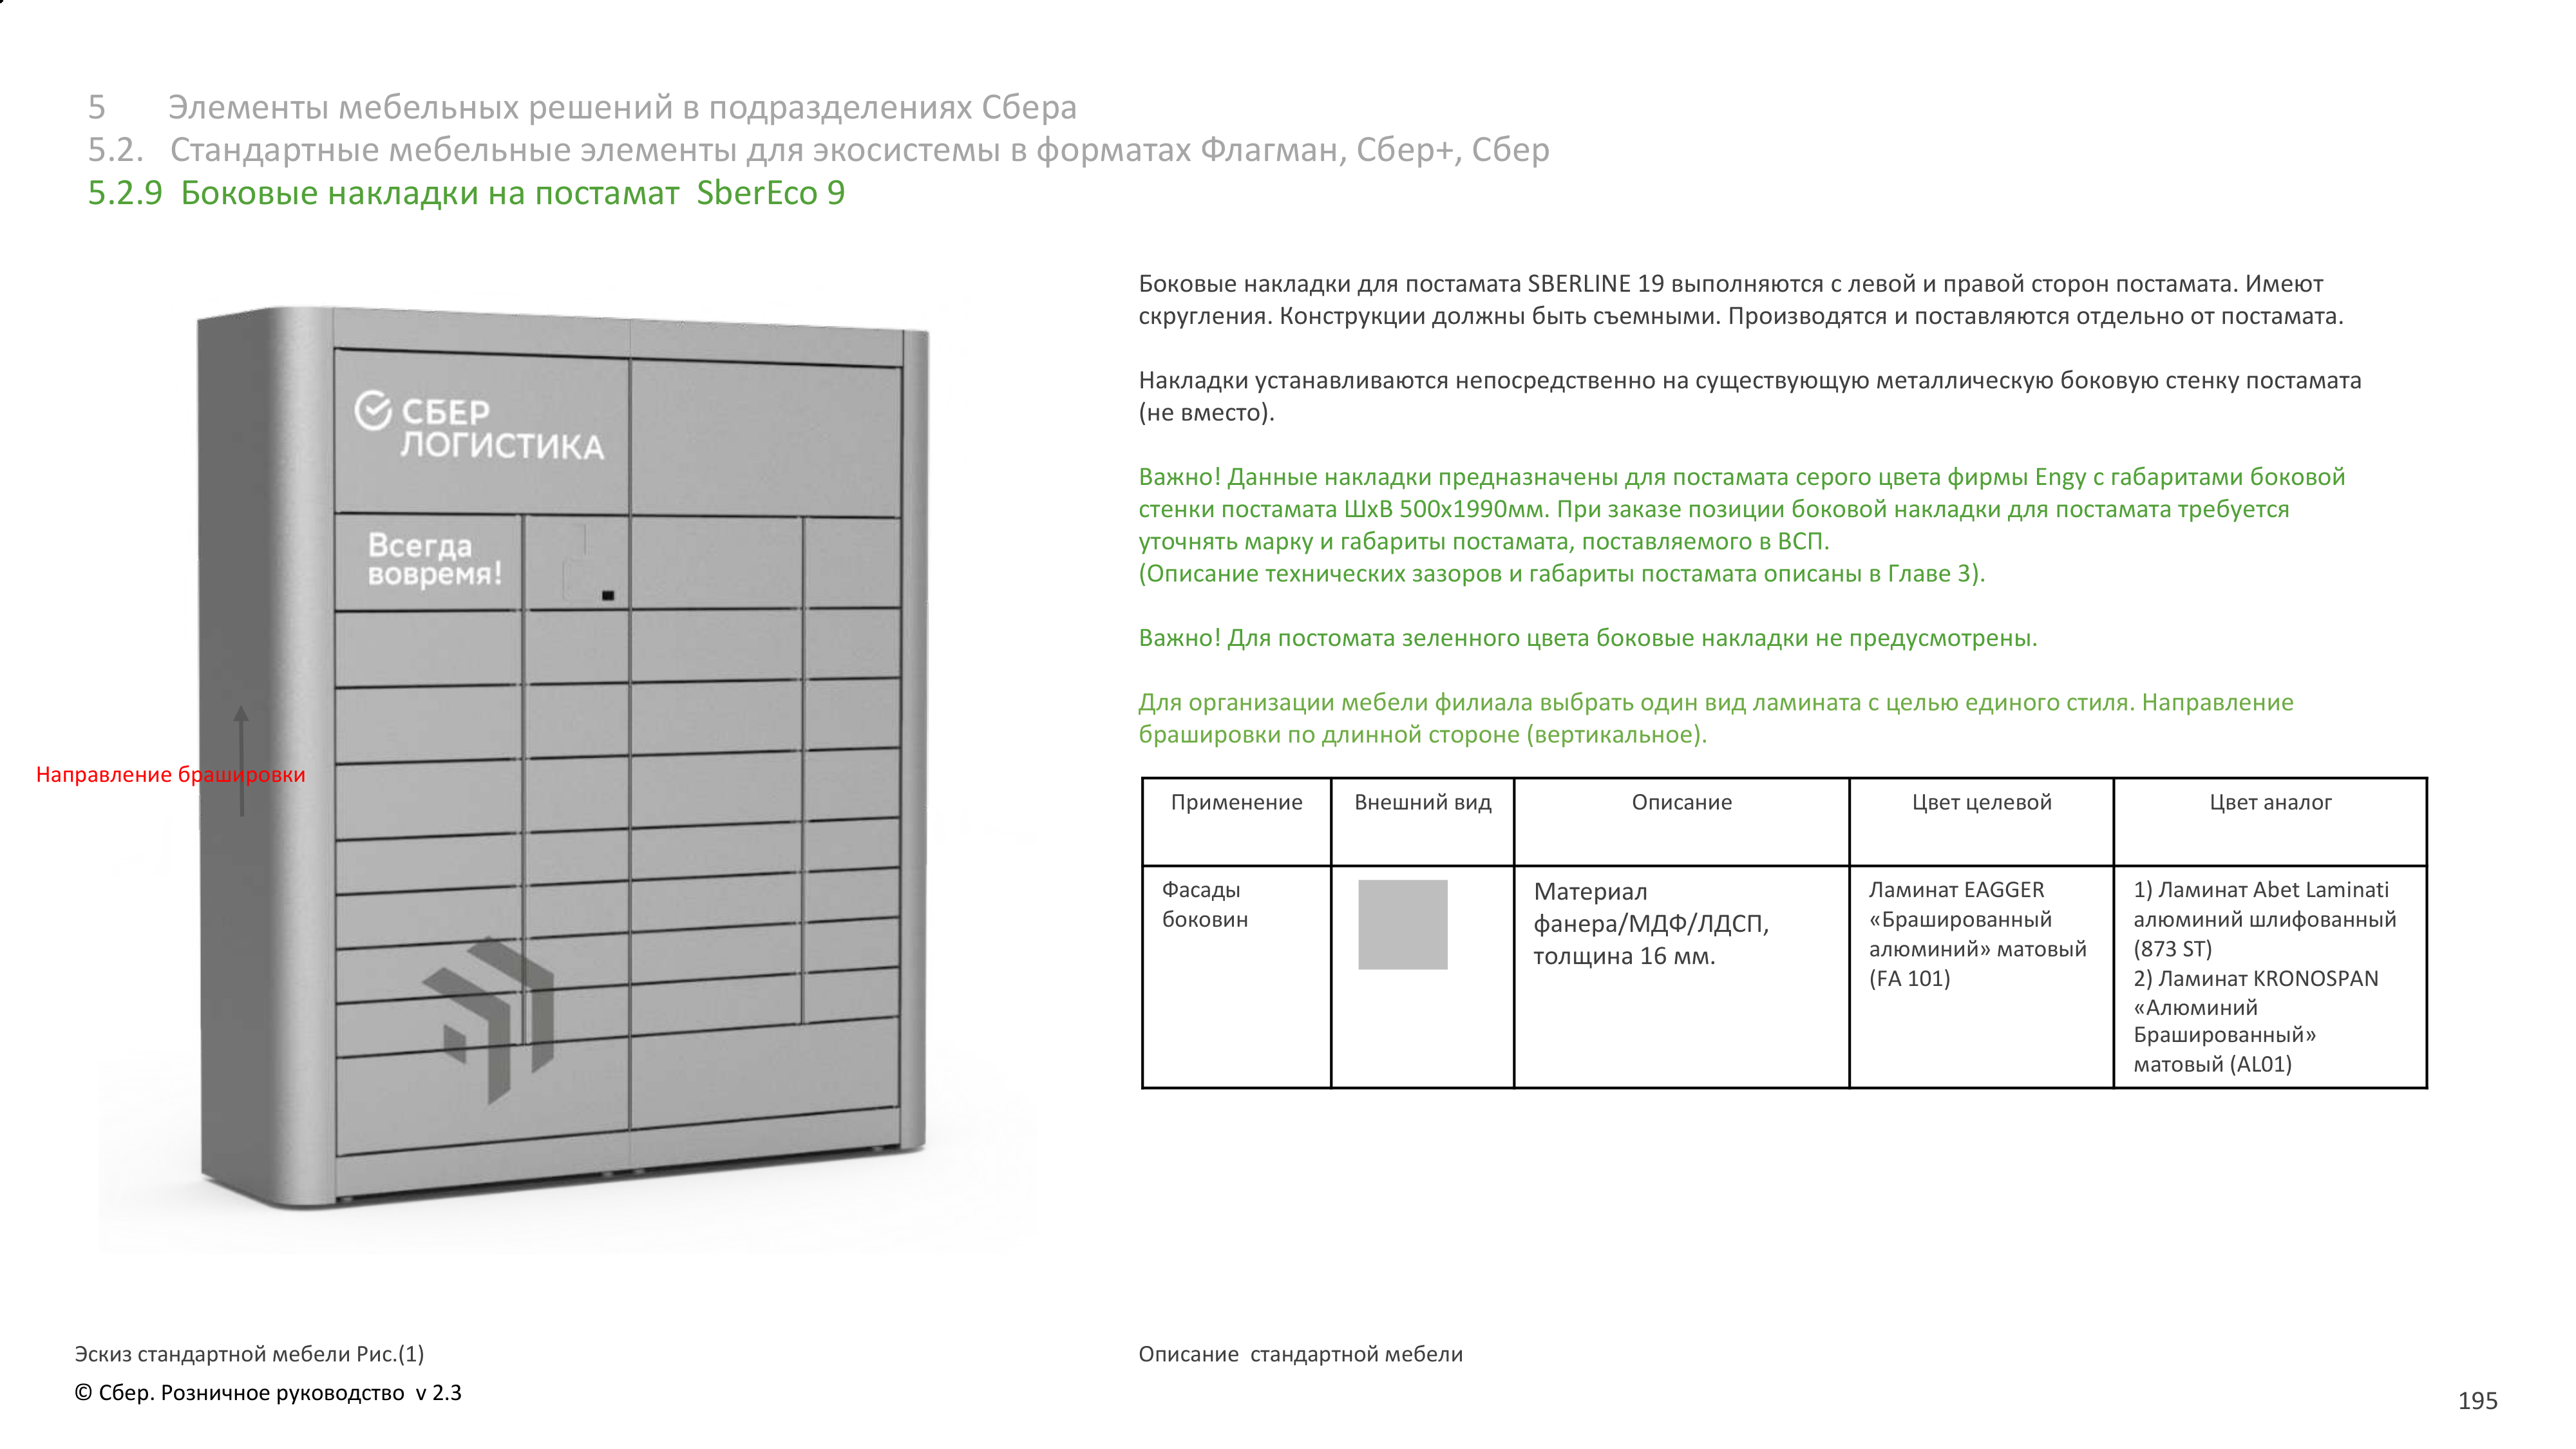 5 Элементы мебельных решений в подразделениях Сбера
5.2. Стандартные мебельные элементы для экосистемы в форматах Флагман, Сбер+, Сбер
5.2.9 Боковые накладки на постамат SberEco 9
СБЕР
ЛОГИСТИКА
Всегда
вовремя!
Направление брашировки
Боковые накладки для постамата SBERLINE 19 выполняются с левой и правой сторон постамата. Имеют
скругления. Конструкции должны быть съемными. Производятся и поставляются отдельно от постамата.
Накладки устанавливаются непосредственно на существующую металлическую боковую стенку постамата
(не вместо).
Важно! Данные накладки предназначены для постамата серого цвета фирмы Engy с габаритами боковой
стенки постамата ШхВ 500х1990мм. При заказе позиции боковой накладки для постамата требуется
уточнять марку и габариты постамата, поставляемого в ВСП.
(Описание технических зазоров и габариты постамата описаны в Главе 3).
Важно! Для постомата зеленного цвета боковые накладки не предусмотрены.
Для организации мебели филиала выбрать один вид ламината с целью единого стиля. Направление
брашировки по длинной стороне (вертикальное).
Применение
Внешний вид
Описание
Цвет целевой
Цвет аналог
Фасады
боковин
Материал
фанера/МДФ/ЛДСП,
толщина 16 мм.
Ламинат EAGGER
«Брашированный
алюминий» матовый
(FA 101)
1) Ламинат Abet Laminati
алюминий шлифованный
(873 ST)
2) Ламинат KRONOSPAN
«Алюминий
Брашированный»
матовый (AL01)
Эскиз стандартной мебели Рис.(1)
Описание стандартной мебели
© Сбер. Розничное руководство v 2.3
195